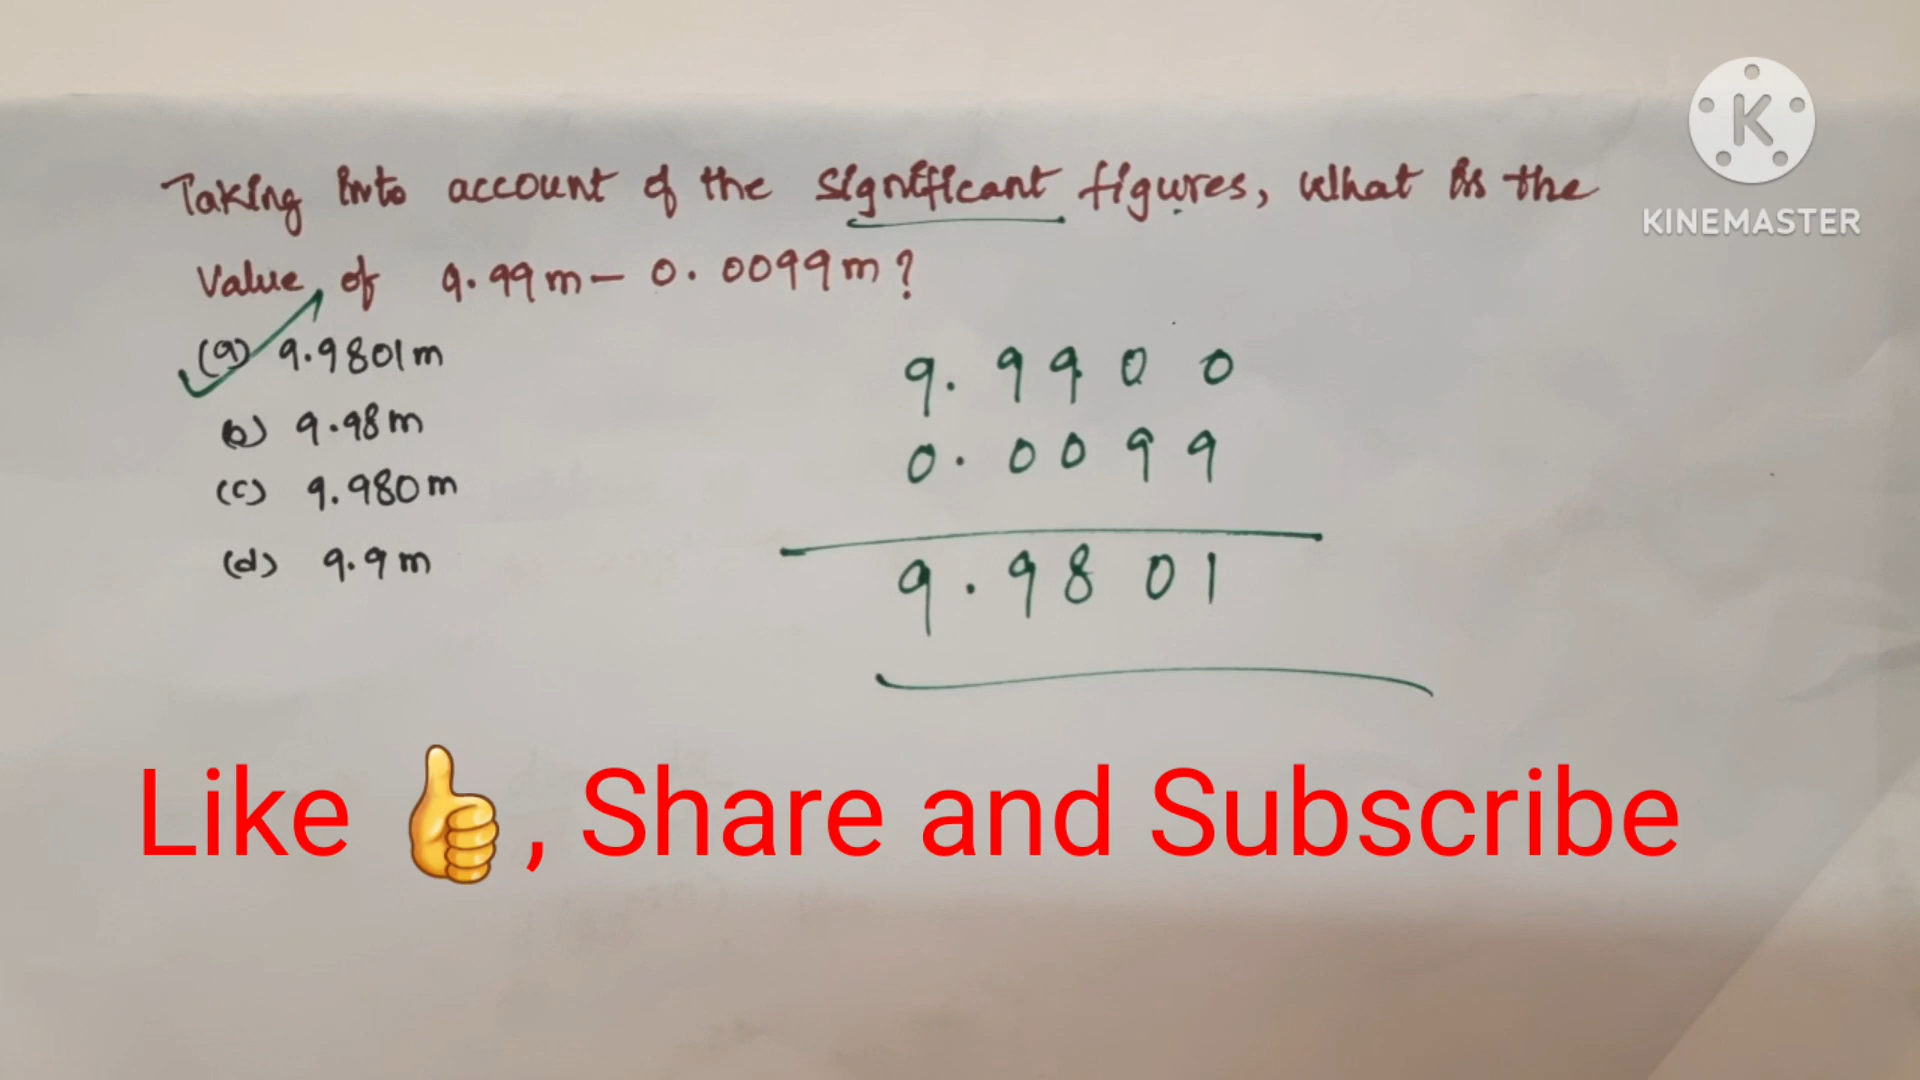 Taking into account of the significant figures, what is the
K
KINEMASTER
Value of 9.99m - 0.0099m?
(a) 9.9801m
(b) 9.98m
(c) 9.980m
(d) 9.9m
9.9900
0.0099
9.9801
Like 👍, Share and Subscribe